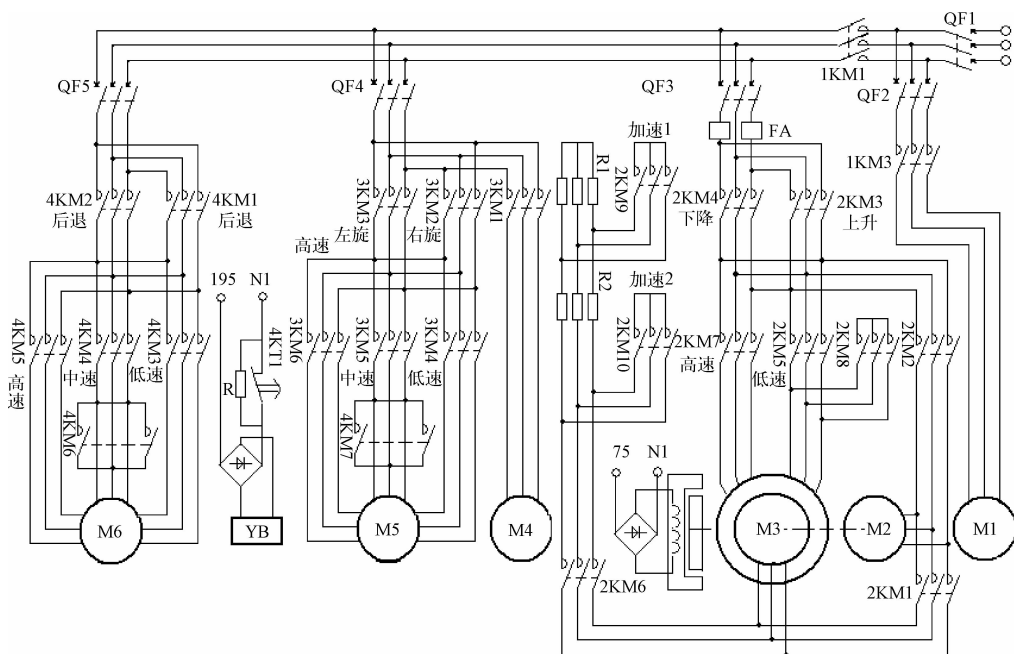 QF1
1KM1
QF5
QF4
QF3
QF2
加速1
FA
R1
2KM9
1KM3
4KM2
后退
4KM1
后退
3KM3
左旋
3KM2
右旋
3KM1
2KM4
下降
2KM3
上升
高速
195
N1
R2
加速2
4KM5
高速
4KM4
中速
4KM3
低速
4KT1
R
3KM6
3KM5
中速
3KM4
低速
2KM10
2KM7
高速
2KM5
低速
2KM8
2KM2
4KM6
4KM7
75
N1
M6
YB
M5
M4
M3
M2
M1
2KM6
2KM1